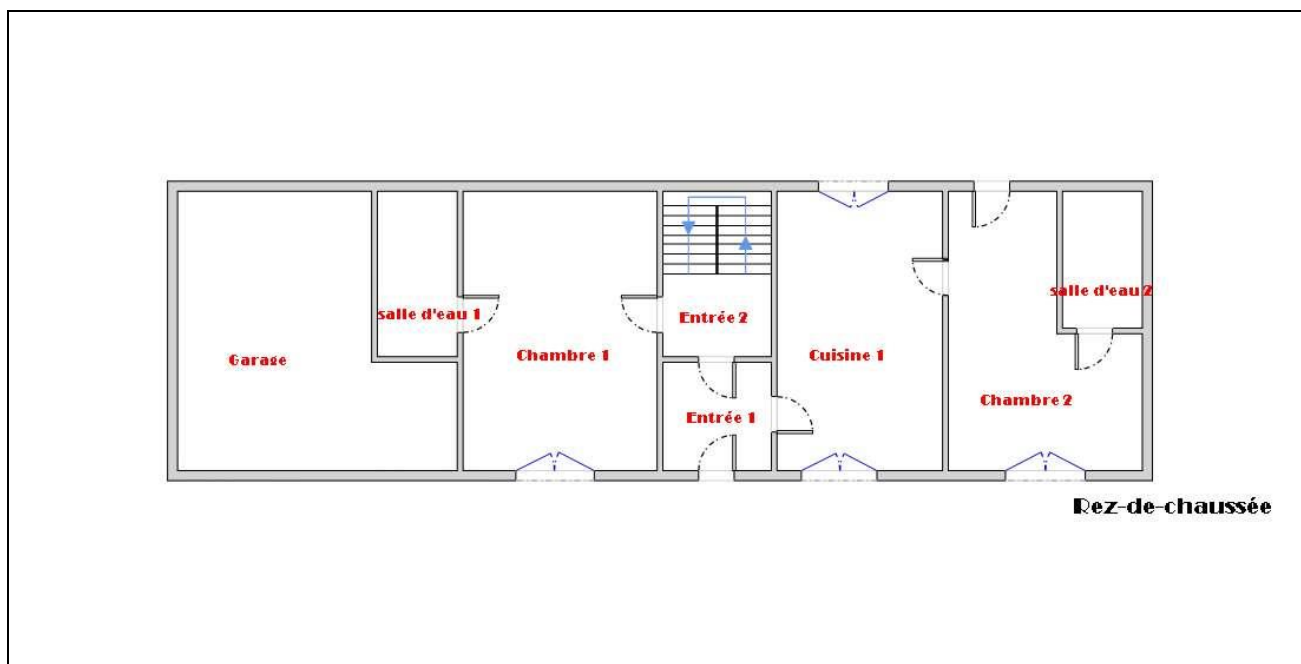 salle d'eau 2
salle d'eau 1
Entrée 2
Garage
Chambre 1
Cuisine 1
Chambre 2
Entrée 1
Rez-de-chaussée